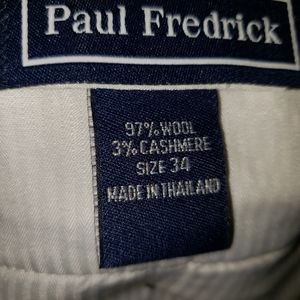 Paul Fredrick
97% WOOL
3% CASHMERE
SIZE 34
MADE IN THAILAND